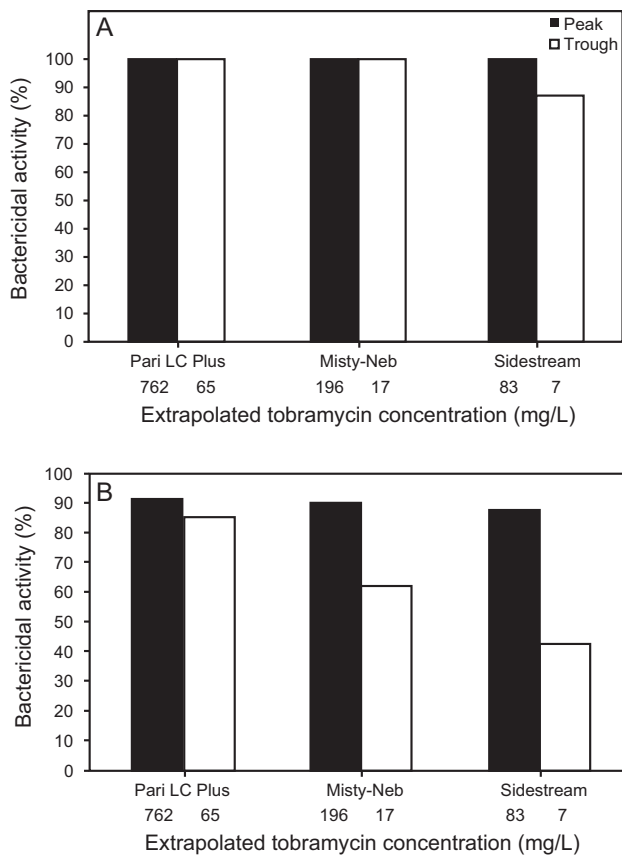 A
Peak
Trough
Bactericidal activity (%)
100
90
80
70
60
50
40
30
20
10
0
Pari LC Plus Misty-Neb Sidestream
762 65 196 17 83 7
Extrapolated tobramycin concentration (mg/L)
B
Bactericidal activity (%)
100
90
80
70
60
50
40
30
20
10
0
Pari LC Plus Misty-Neb Sidestream
762 65 196 17 83 7
Extrapolated tobramycin concentration (mg/L)